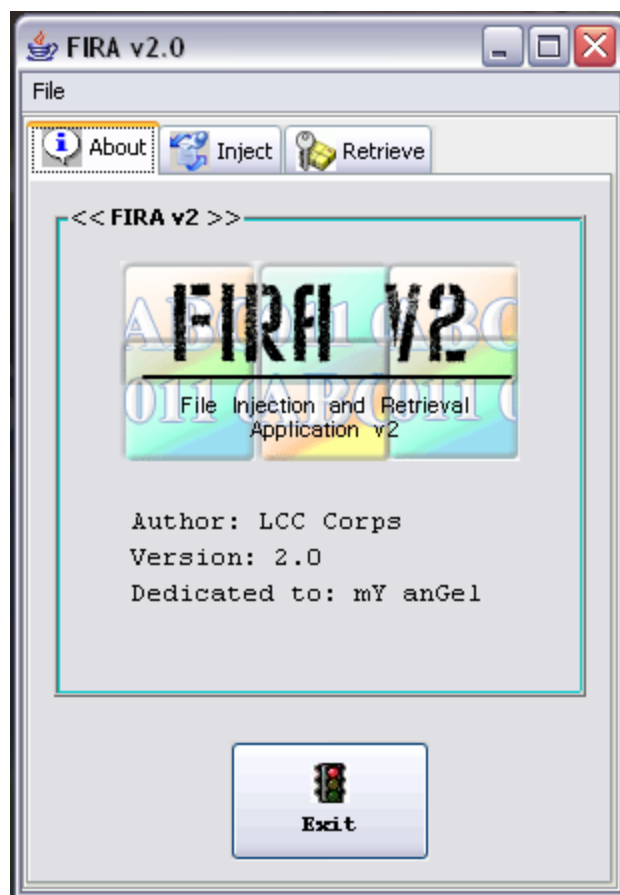 FIRA v2.0
File
About Inject Retrieve
<< FIRA v2 >>
FIRA V2
File Injection and Retrieval
Application v2
Author: LCC Corps
Version: 2.0
Dedicated to: mY anGel
Exit